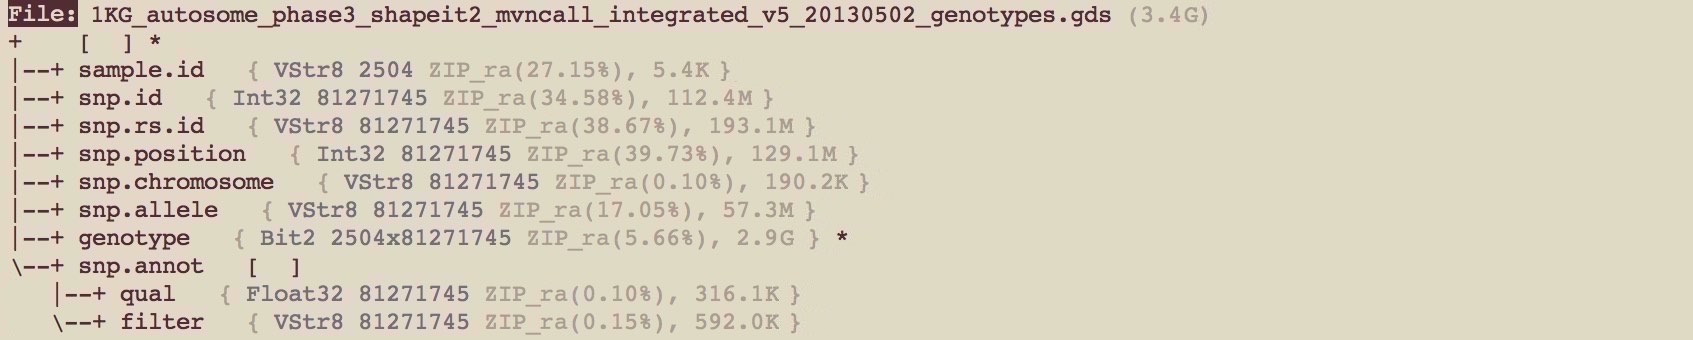 File: 1KG_autosome_phase3_shapeit2_mvncall_integrated_v5_20130502_genotypes.gds (3.4G)
+    [  ] *
|--+ sample.id   { VStr8 2504 ZIP_ra(27.15%), 5.4K }
|--+ snp.id   { Int32 81271745 ZIP_ra(34.58%), 112.4M }
|--+ snp.rs.id   { VStr8 81271745 ZIP_ra(38.67%), 193.1M }
|--+ snp.position   { Int32 81271745 ZIP_ra(39.73%), 129.1M }
|--+ snp.chromosome   { VStr8 81271745 ZIP_ra(0.10%), 190.2K }
|--+ snp.allele   { VStr8 81271745 ZIP_ra(17.05%), 57.3M }
|--+ genotype   { Bit2 2504x81271745 ZIP_ra(5.66%), 2.9G } *
\--+ snp.annot   [  ]
   |--+ qual   { Float32 81271745 ZIP_ra(0.10%), 316.1K }
   \--+ filter   { VStr8 81271745 ZIP_ra(0.15%), 592.0K }